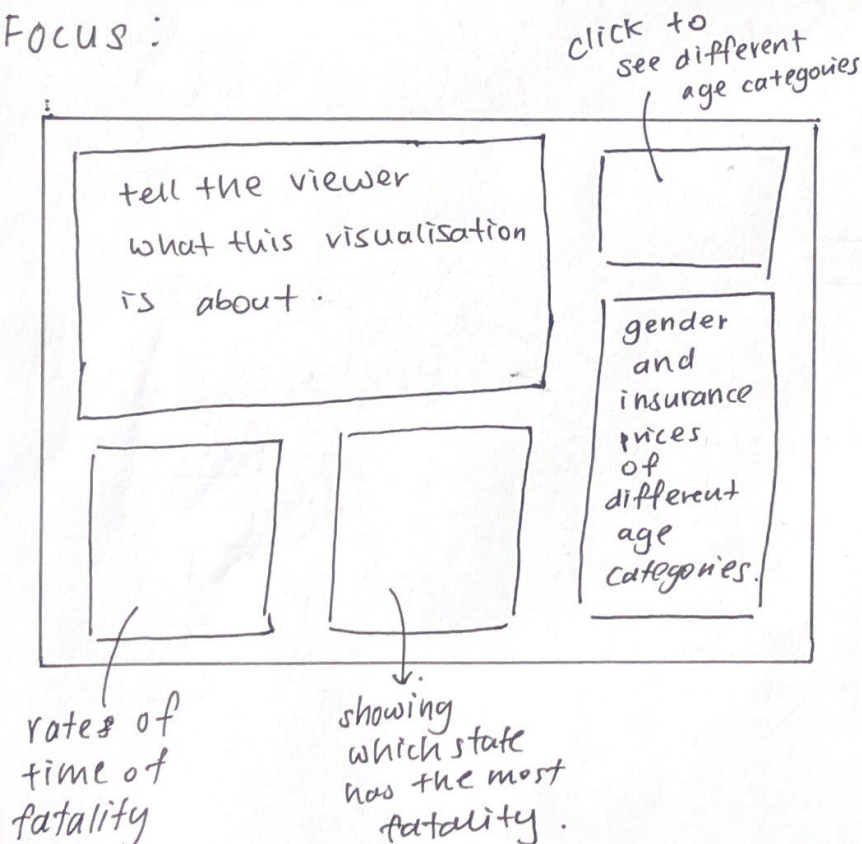 Focus :
click to
see different
age categories
tell the viewer
what this visualisation
is about .
gender
and
insurance
prices
of
different
age
categories.
rates of
time of
fatality
showing
which state
has the most
fatality .